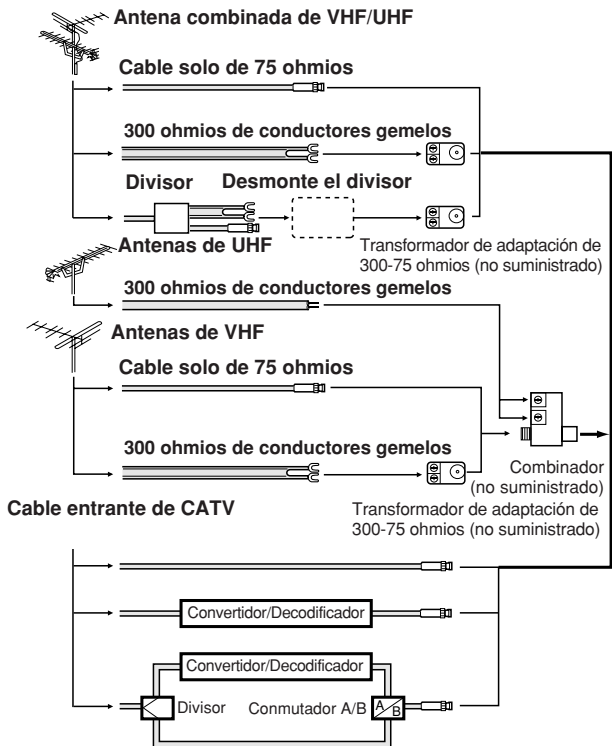 Antena combinada de VHF/UHF
Cable solo de 75 ohmios
300 ohmios de conductores gemelos
Divisor
Desmonte el divisor
Transformador de adaptación de
300-75 ohmios (no suministrado)
Antenas de UHF
300 ohmios de conductores gemelos
Antenas de VHF
Cable solo de 75 ohmios
300 ohmios de conductores gemelos
Combinador
(no suministrado)
Transformador de adaptación de
300-75 ohmios (no suministrado)
Cable entrante de CATV
Convertidor/Decodificador
Convertidor/Decodificador
Divisor
Conmutador A/B
A
B